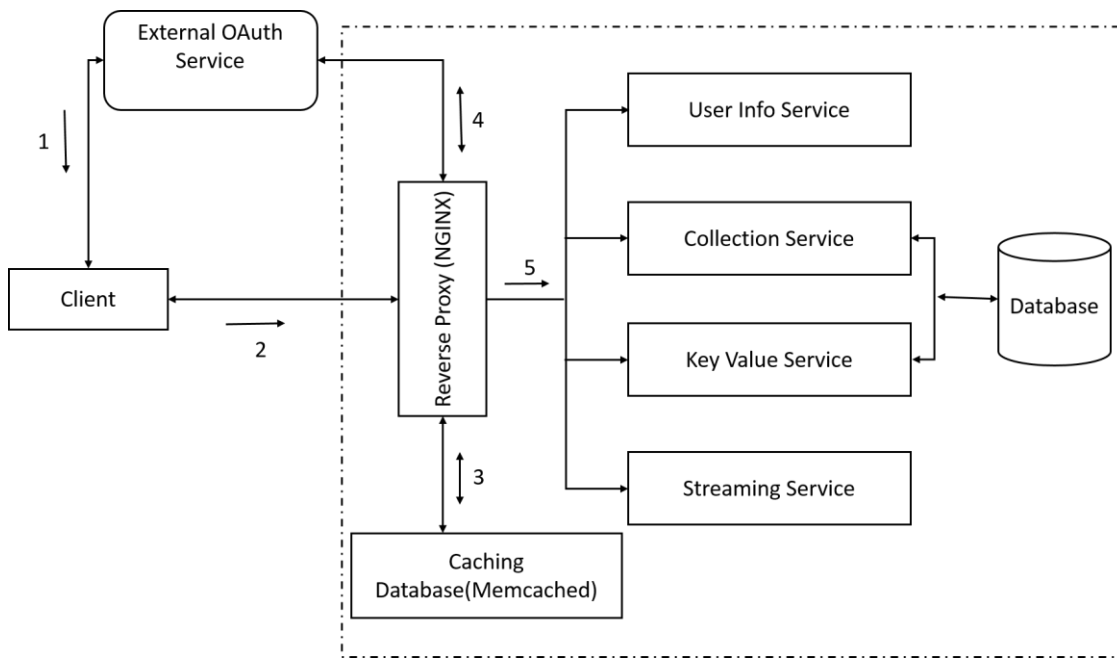 External OAuth
Service
1
4
User Info Service
Reverse Proxy (NGINX)
Collection Service
5
Client
Database
2
Key Value Service
3
Streaming Service
Caching
Database(Memcached)